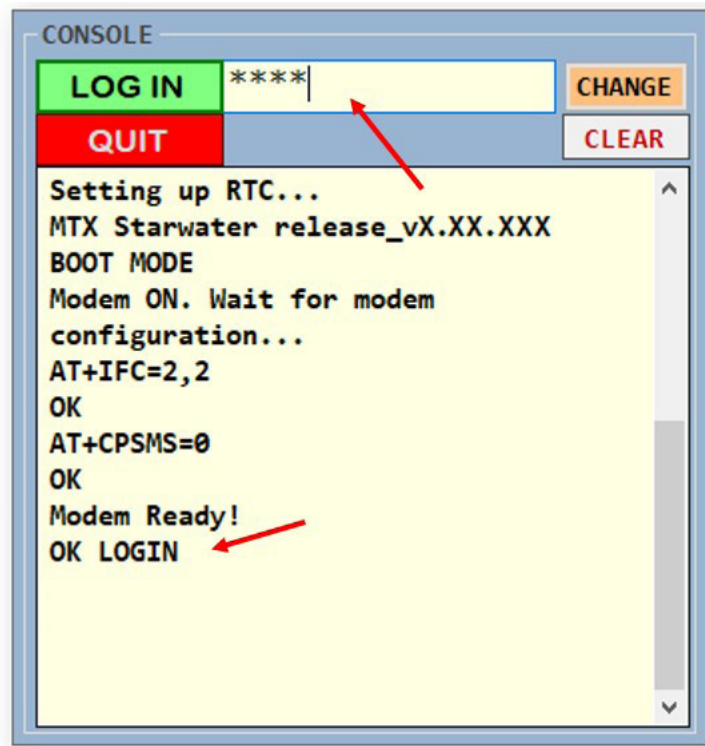 CONSOLE
LOG IN ****
CHANGE
QUIT
CLEAR
Setting up RTC...
MTX Starwater release_vX.XX.XXX
BOOT MODE
Modem ON. Wait for modem
configuration...
AT+IFC=2,2
OK
AT+CPSMS=0
OK
Modem Ready!
OK LOGIN